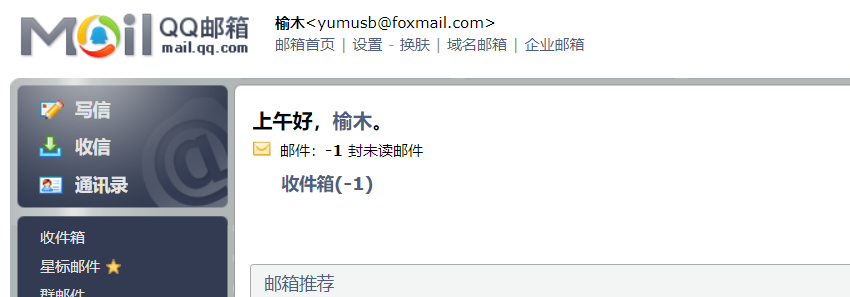 Mail QQ邮箱
mail.qq.com
榆木<yumusb@foxmail.com>
邮箱首页 | 设置 - 换肤 | 域名邮箱 | 企业邮箱
写信
收信
通讯录
上午好，榆木。
邮件：-1 封未读邮件
收件箱(-1)
收件箱
星标邮件
群邮件
邮箱推荐